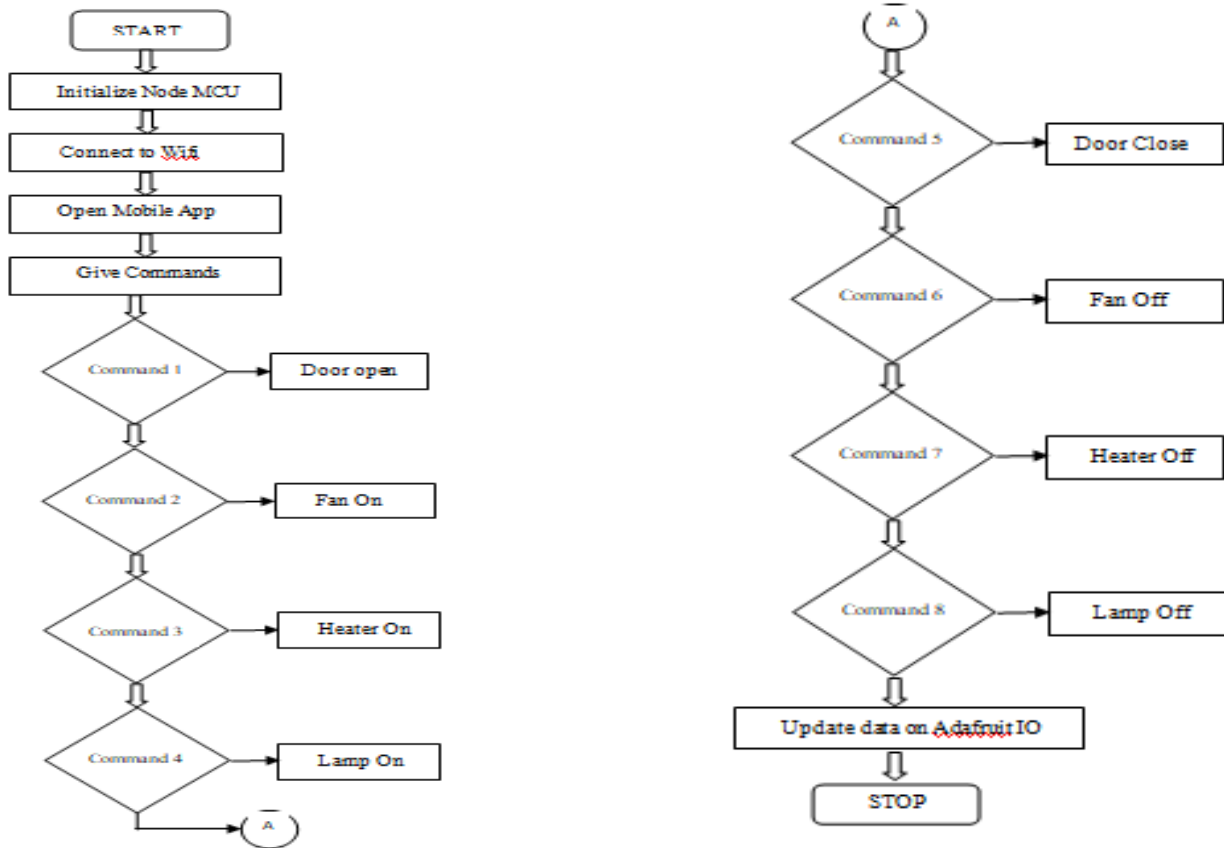 START
Initialize Node MCU
Connect to Wifi
Open Mobile App
Give Commands
Command 1
Door open
Command 2
Fan On
Command 3
Heater On
Command 4
Lamp On
A
A
Command 5
Door Close
Command 6
Fan Off
Command 7
Heater Off
Command 8
Lamp Off
Update data on Adafruit IO
STOP